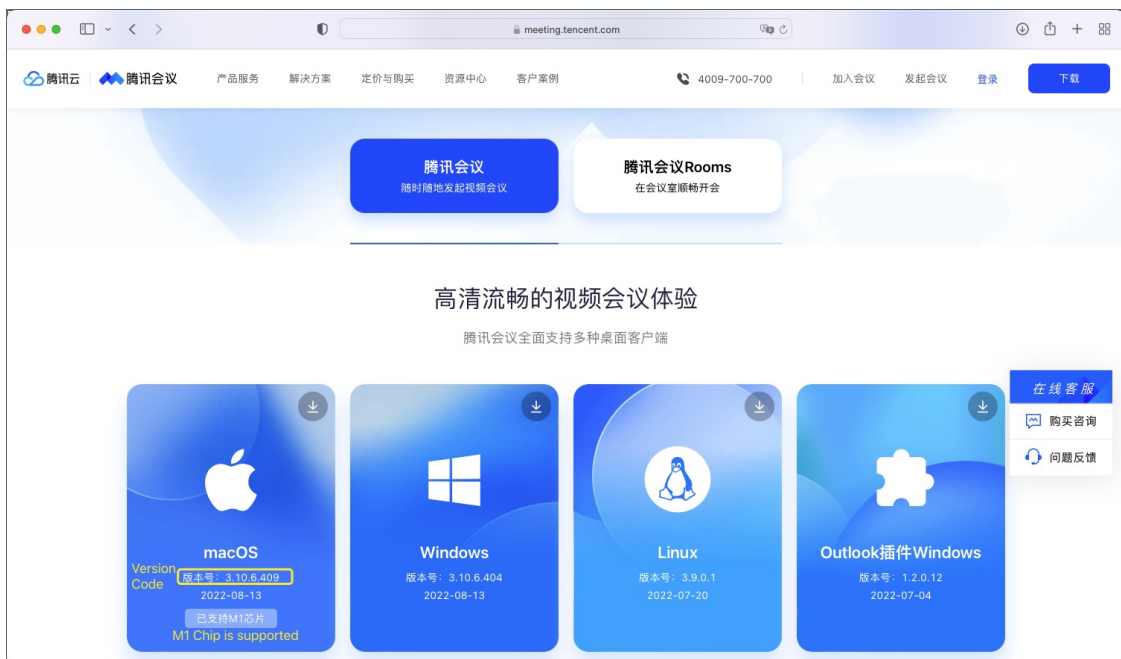 meeting.tencent.com
腾讯云 腾讯会议 产品服务 解决方案 定价与购买 资源中心 客户案例 4009-700-700 加入会议 发起会议 登录 下载
腾讯会议
随时随地发起视频会议
腾讯会议Rooms
在会议室顺畅开会
高清流畅的视频会议体验
腾讯会议全面支持多种桌面客户端
在线客服
购买咨询
问题反馈
macOS
Version Code
版本号: 3.10.6.409
2022-08-13
已支持M1芯片
M1 Chip is supported
Windows
版本号: 3.10.6.404
2022-08-13
Linux
版本号: 3.9.0.1
2022-07-20
Outlook插件Windows
版本号: 1.2.0.12
2022-07-04